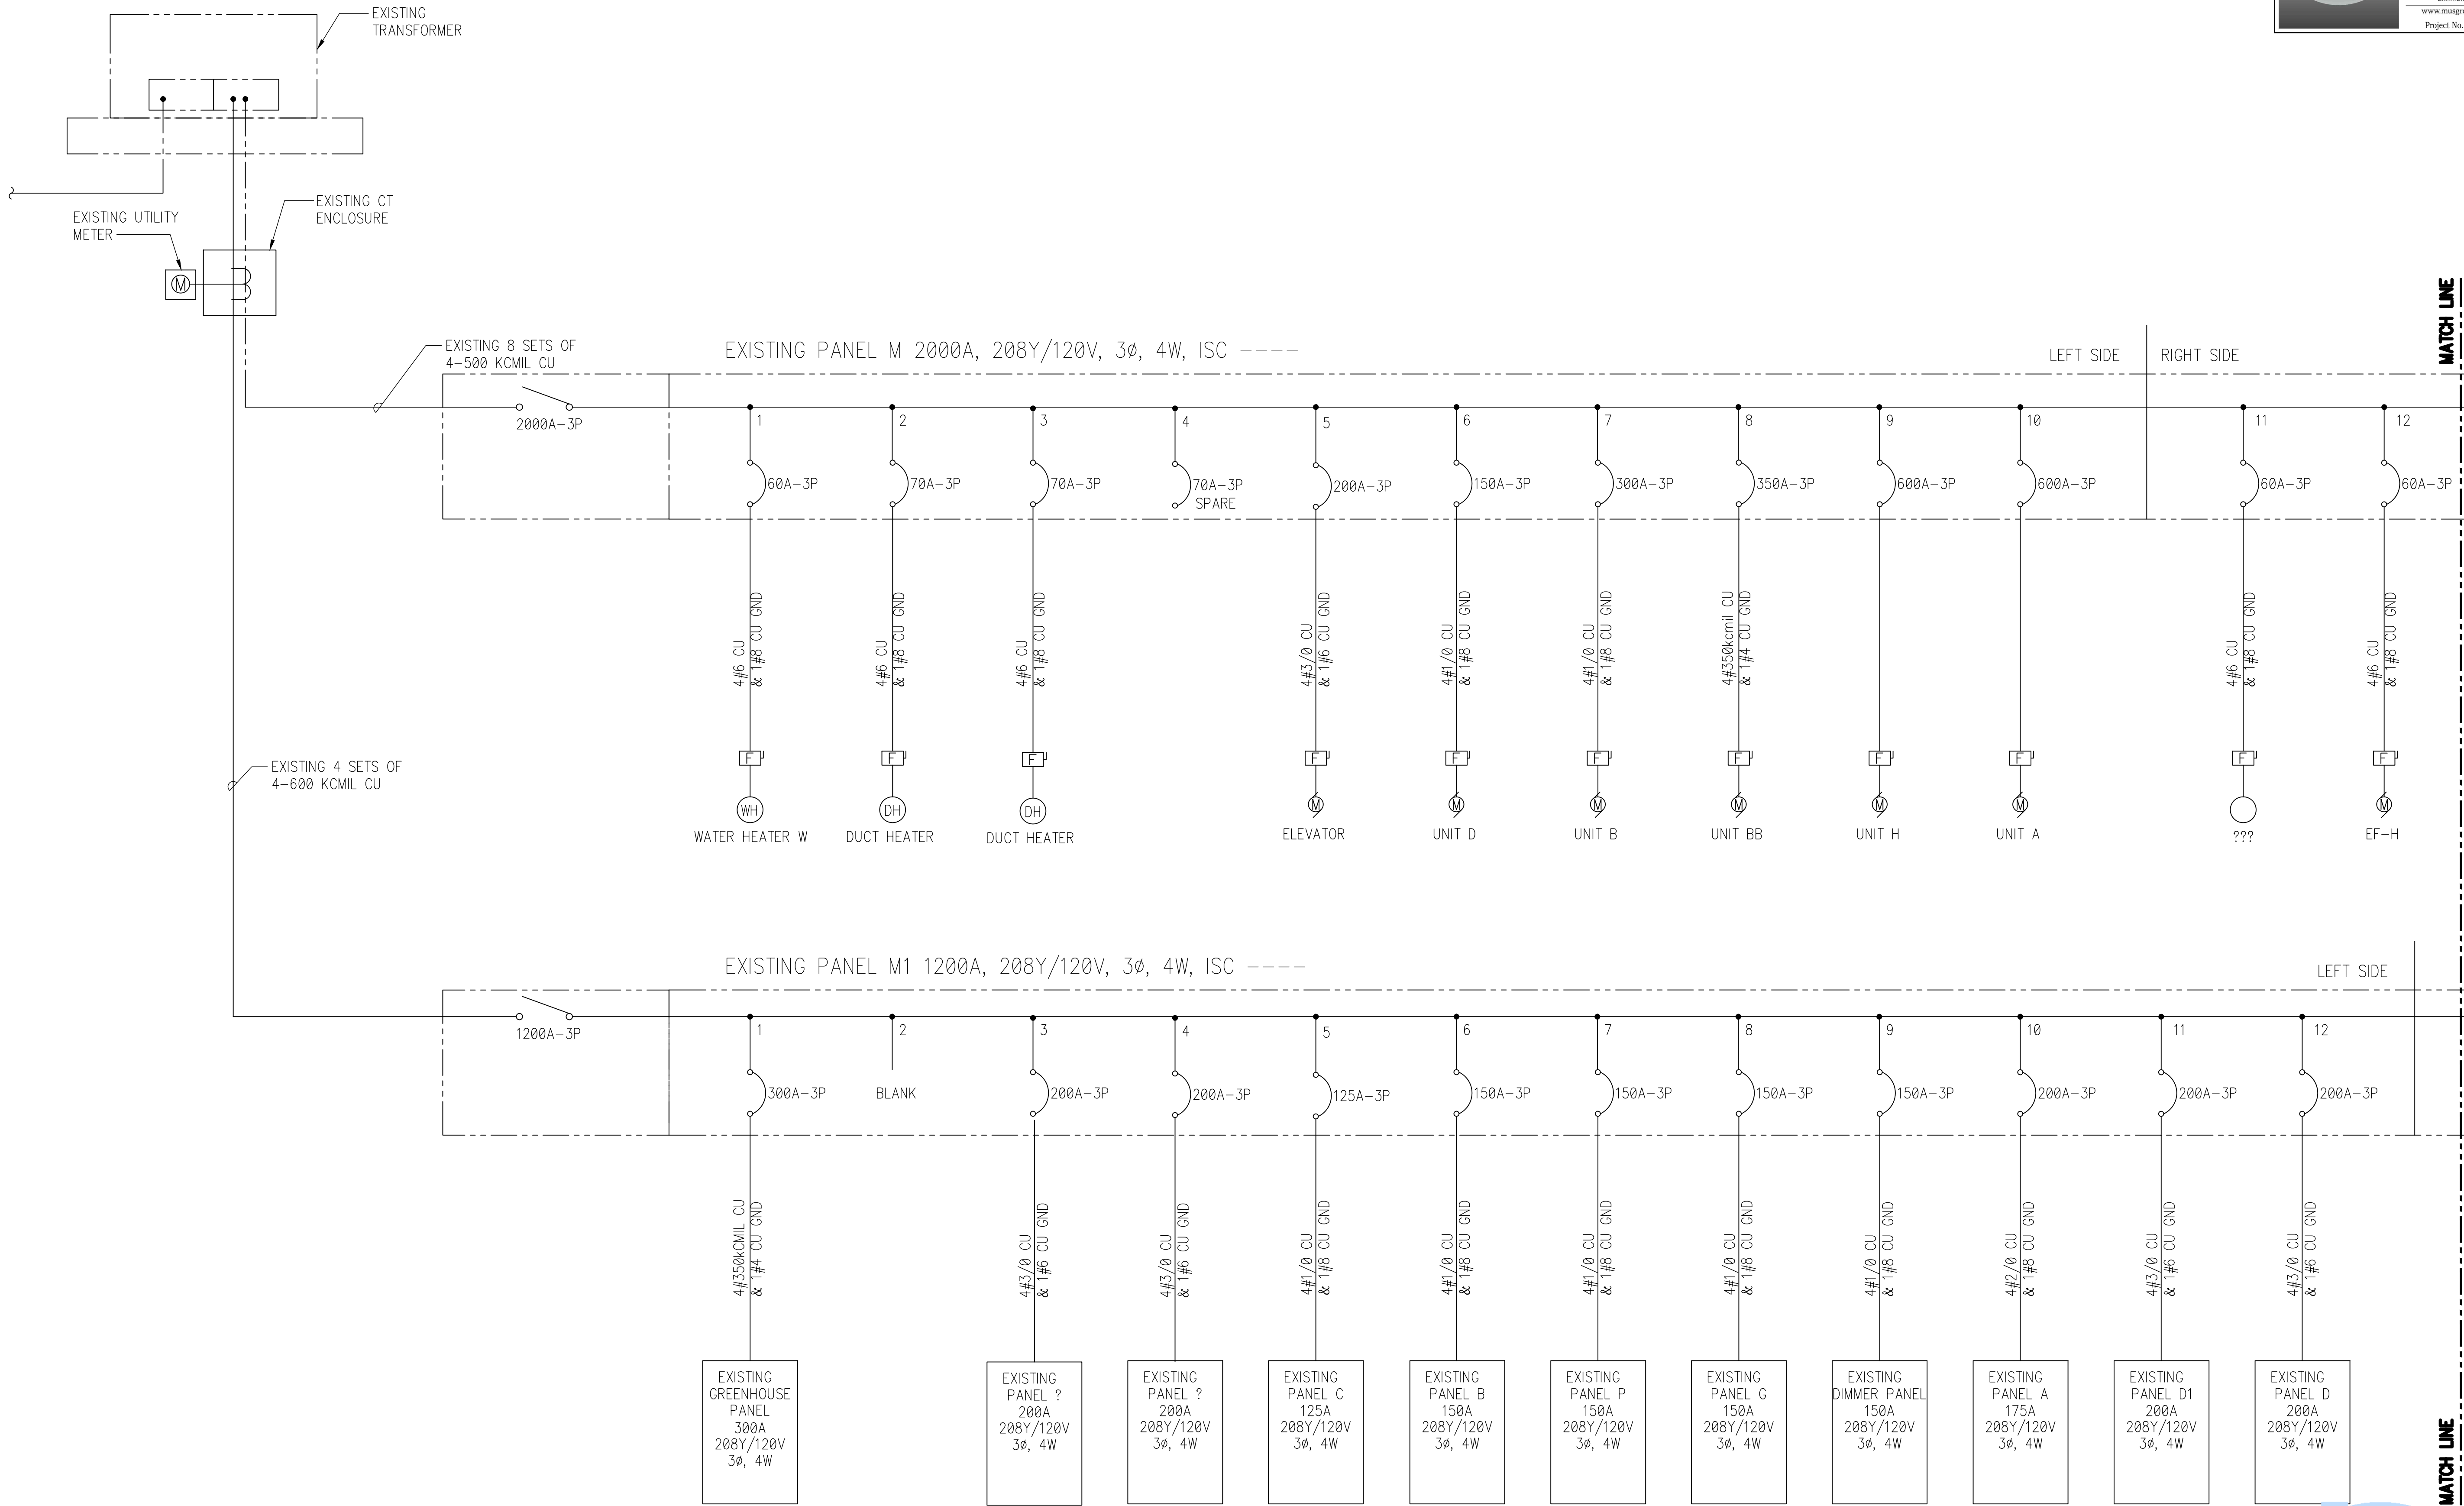 www.musgr
Project No.
EXISTING
TRANSFORMER
EXISTING CT
ENCLOSURE
EXISTING UTILITY
METER
M
MATCH LINE
EXISTING 8 SETS OF
4-500 KCMIL CU
EXISTING PANEL M 2000A, 208Y/120V, 3ø, 4W, ISC ----
LEFT SIDE
RIGHT SIDE
2000A-3P
1
2
3
4
5
6
7
8
9
10
11
12
60A-3P
70A-3P
70A-3P
70A-3P
SPARE
200A-3P
150A-3P
300A-3P
350A-3P
600A-3P
600A-3P
60A-3P
60A-3P
4#6 CU
& 1#8 CU GND
4#6 CU
& 1#8 CU GND
4#6 CU
& 1#8 CU GND
4#3/0 CU
& 1#6 CU GND
4#1/0 CU
& 1#8 CU GND
4#1/0 CU
& 1#8 CU GND
4#350kcmil CU
& 1#4 CU GND
4#6 CU
& 1#8 CU GND
4#6 CU
& 1#8 CU GND
EXISTING 4 SETS OF
4-600 KCMIL CU
F
F
F
F
F
F
F
F
F
F
F
WH
DH
DH
M
M
M
M
M
M
M
WATER HEATER W
DUCT HEATER
DUCT HEATER
ELEVATOR
UNIT D
UNIT B
UNIT BB
UNIT H
UNIT A
???
EF-H
EXISTING PANEL M1 1200A, 208Y/120V, 3ø, 4W, ISC ----
LEFT SIDE
1200A-3P
1
2
3
4
5
6
7
8
9
10
11
12
300A-3P
BLANK
200A-3P
200A-3P
125A-3P
150A-3P
150A-3P
150A-3P
150A-3P
200A-3P
200A-3P
200A-3P
4#350kCMIL CU
& 1#4 CU GND
4#3/0 CU
& 1#6 CU GND
4#3/0 CU
& 1#6 CU GND
4#1/0 CU
& 1#8 CU GND
4#1/0 CU
& 1#8 CU GND
4#1/0 CU
& 1#8 CU GND
4#1/0 CU
& 1#8 CU GND
4#1/0 CU
& 1#8 CU GND
4#2/0 CU
& 1#8 CU GND
4#3/0 CU
& 1#6 CU GND
4#3/0 CU
& 1#6 CU GND
EXISTING
GREENHOUSE
PANEL
300A
208Y/120V
3ø, 4W
EXISTING
PANEL ?
200A
208Y/120V
3ø, 4W
EXISTING
PANEL ?
200A
208Y/120V
3ø, 4W
EXISTING
PANEL C
125A
208Y/120V
3ø, 4W
EXISTING
PANEL B
150A
208Y/120V
3ø, 4W
EXISTING
PANEL P
150A
208Y/120V
3ø, 4W
EXISTING
PANEL G
150A
208Y/120V
3ø, 4W
EXISTING
DIMMER PANEL
150A
208Y/120V
3ø, 4W
EXISTING
PANEL A
175A
208Y/120V
3ø, 4W
EXISTING
PANEL D1
200A
208Y/120V
3ø, 4W
EXISTING
PANEL D
200A
208Y/120V
3ø, 4W
MATCH LINE